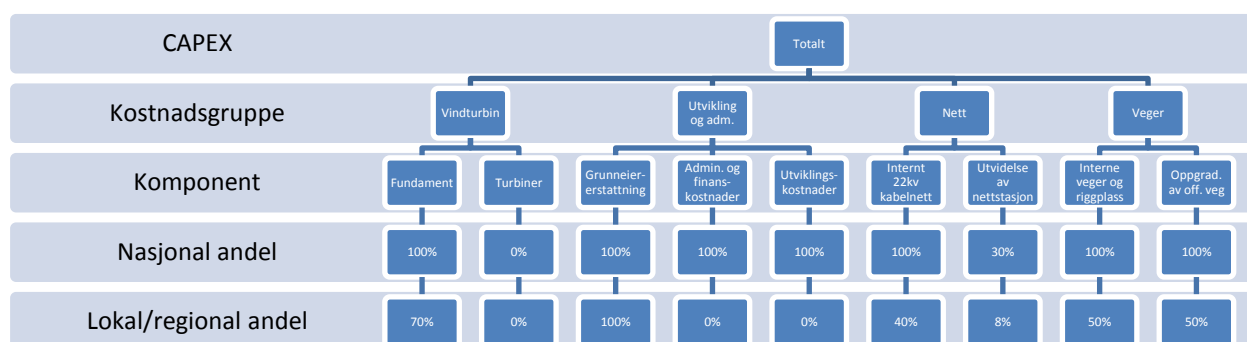 CAPEX
Totalt
Kostnadsgruppe
Vindturbin
Utvikling
og adm.
Nett
Veger
Komponent
Fundament
Turbiner
Grunneier-
erstattning
Admin. og
finans-
kostnader
Utviklings-
kostnader
Internt
22kv
kabelnett
Utvidelse
av
nettstasjon
Interne
veger og
riggplass
Oppgrad.
av off. veg
Nasjonal andel
100%
0%
100%
100%
100%
100%
30%
100%
100%
Lokal/regional andel
70%
0%
100%
0%
0%
40%
8%
50%
50%